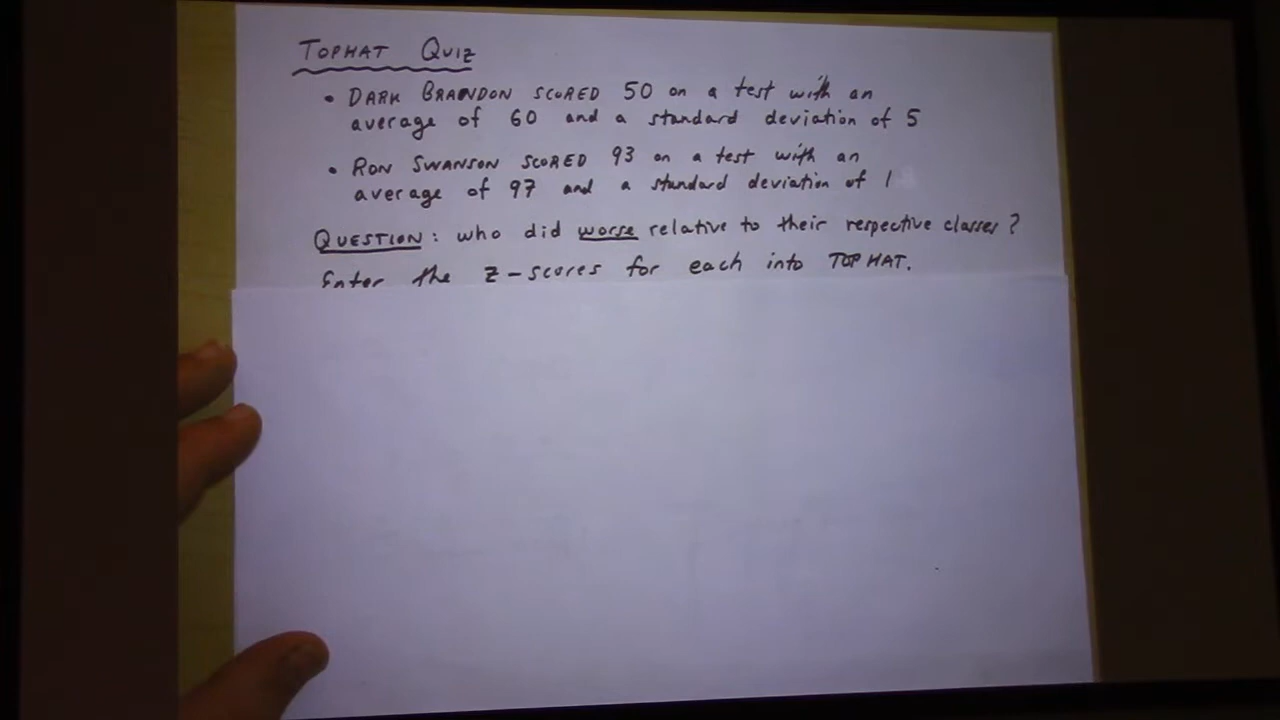 TOPHAT QUIZ
• DARK BRANDON SCORED 50 on a test with an
average of 60 and a standard deviation of 5
• RON SWANSON SCORED 93 on a test with an
average of 97 and a standard deviation of 1
QUESTION: who did worse relative to their respective classes?
Enter the z-scores for each into TOP HAT.